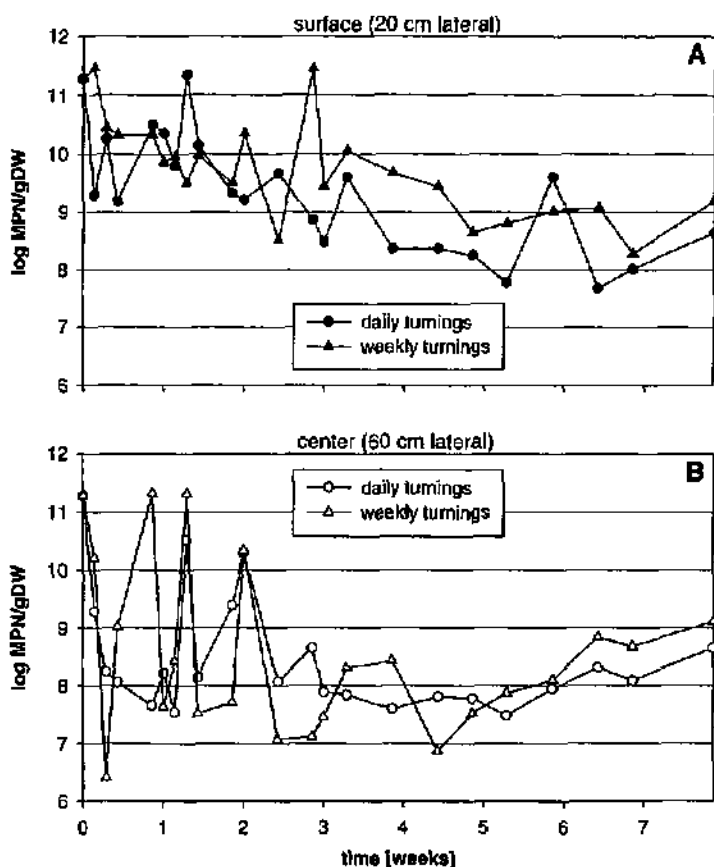 surface (20 cm lateral)
A
12
11
10
9
8
7
6
log MPN/gDW
daily turnings
weekly turnings
center (60 cm lateral)
B
12
11
10
9
8
7
6
log MPN/gDW
daily turnings
weekly turnings
0 1 2 3 4 5 6 7
time [weeks]